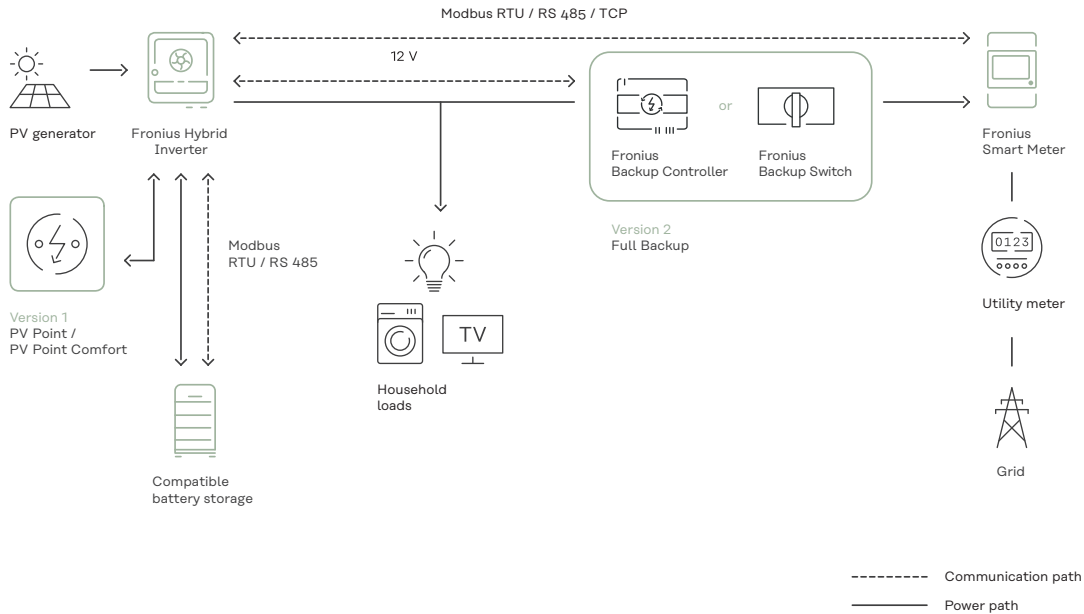 Modbus RTU / RS 485 / TCP
12 V
PV generator
Fronius Hybrid
Inverter
or
Fronius
Backup Controller
Fronius
Backup Switch
Fronius
Smart Meter
Version 2
Full Backup
Modbus
RTU / RS 485
0123
Utility meter
Version 1
PV Point /
PV Point Comfort
TV
Household
loads
Compatible
battery storage
Grid
Communication path
Power path